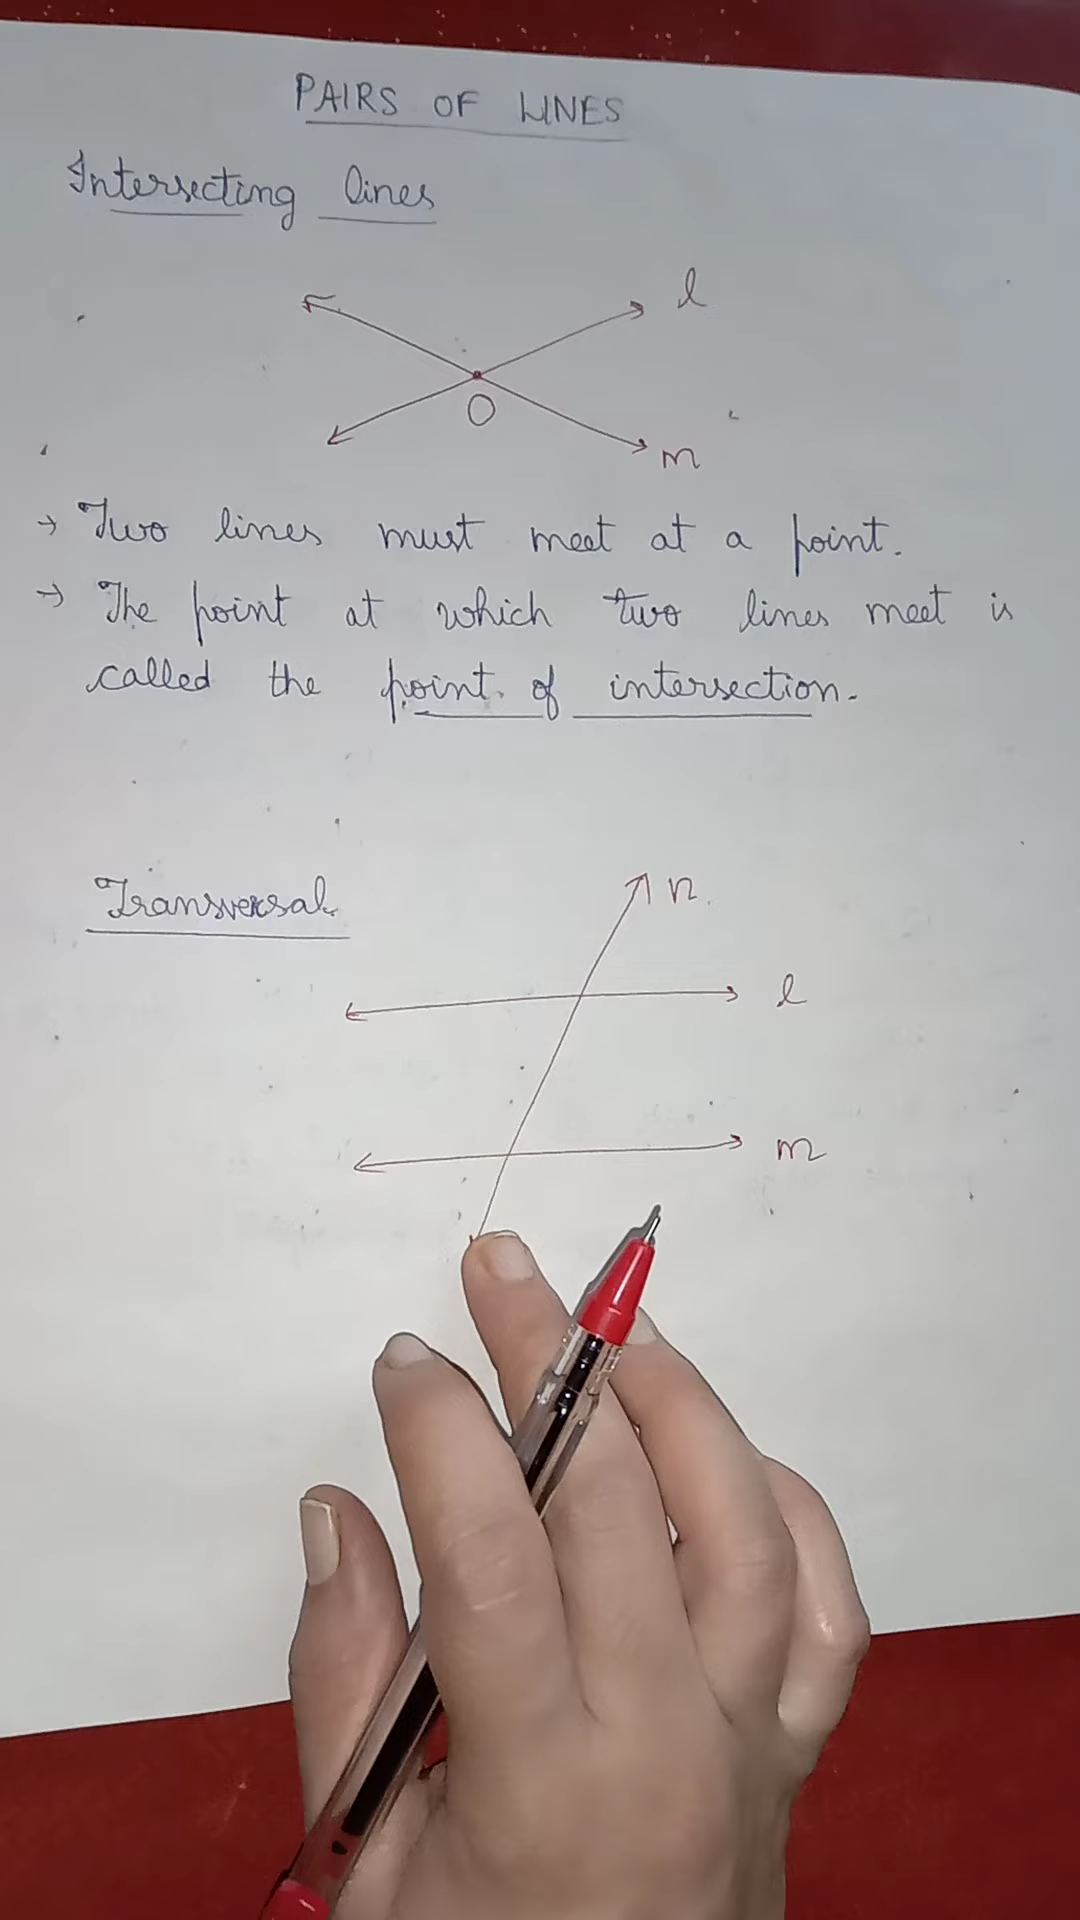 PAIRS OF LINES
Intersecting lines
l
O
m
→ Two lines must meet at a point.
→ The point at which two lines meet is
called the point of intersection.
Transversal
n
l
m